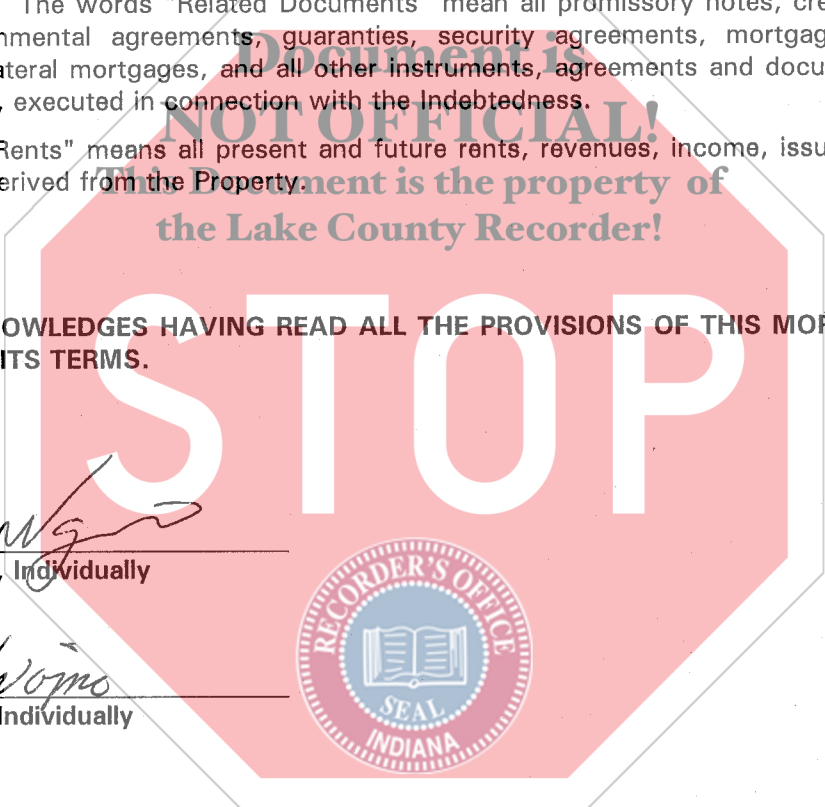 The words "Related Documents" mean all promissory notes, cre
nmental agreements, guaranties, security agreements, mortgag
ateral mortgages, and all other instruments, agreements and docu
, executed in connection with the Indebtedness.
Document is
NOT OFFICIAL!
Rents" means all present and future rents, revenues, income, issu
erived from the Property.
This Document is the property of
the Lake County Recorder!
OWLEDGES HAVING READ ALL THE PROVISIONS OF THIS MOR
ITS TERMS.
STOP
, Individually
Individually
RECORDER'S OFFICE
SEAL
INDIANA